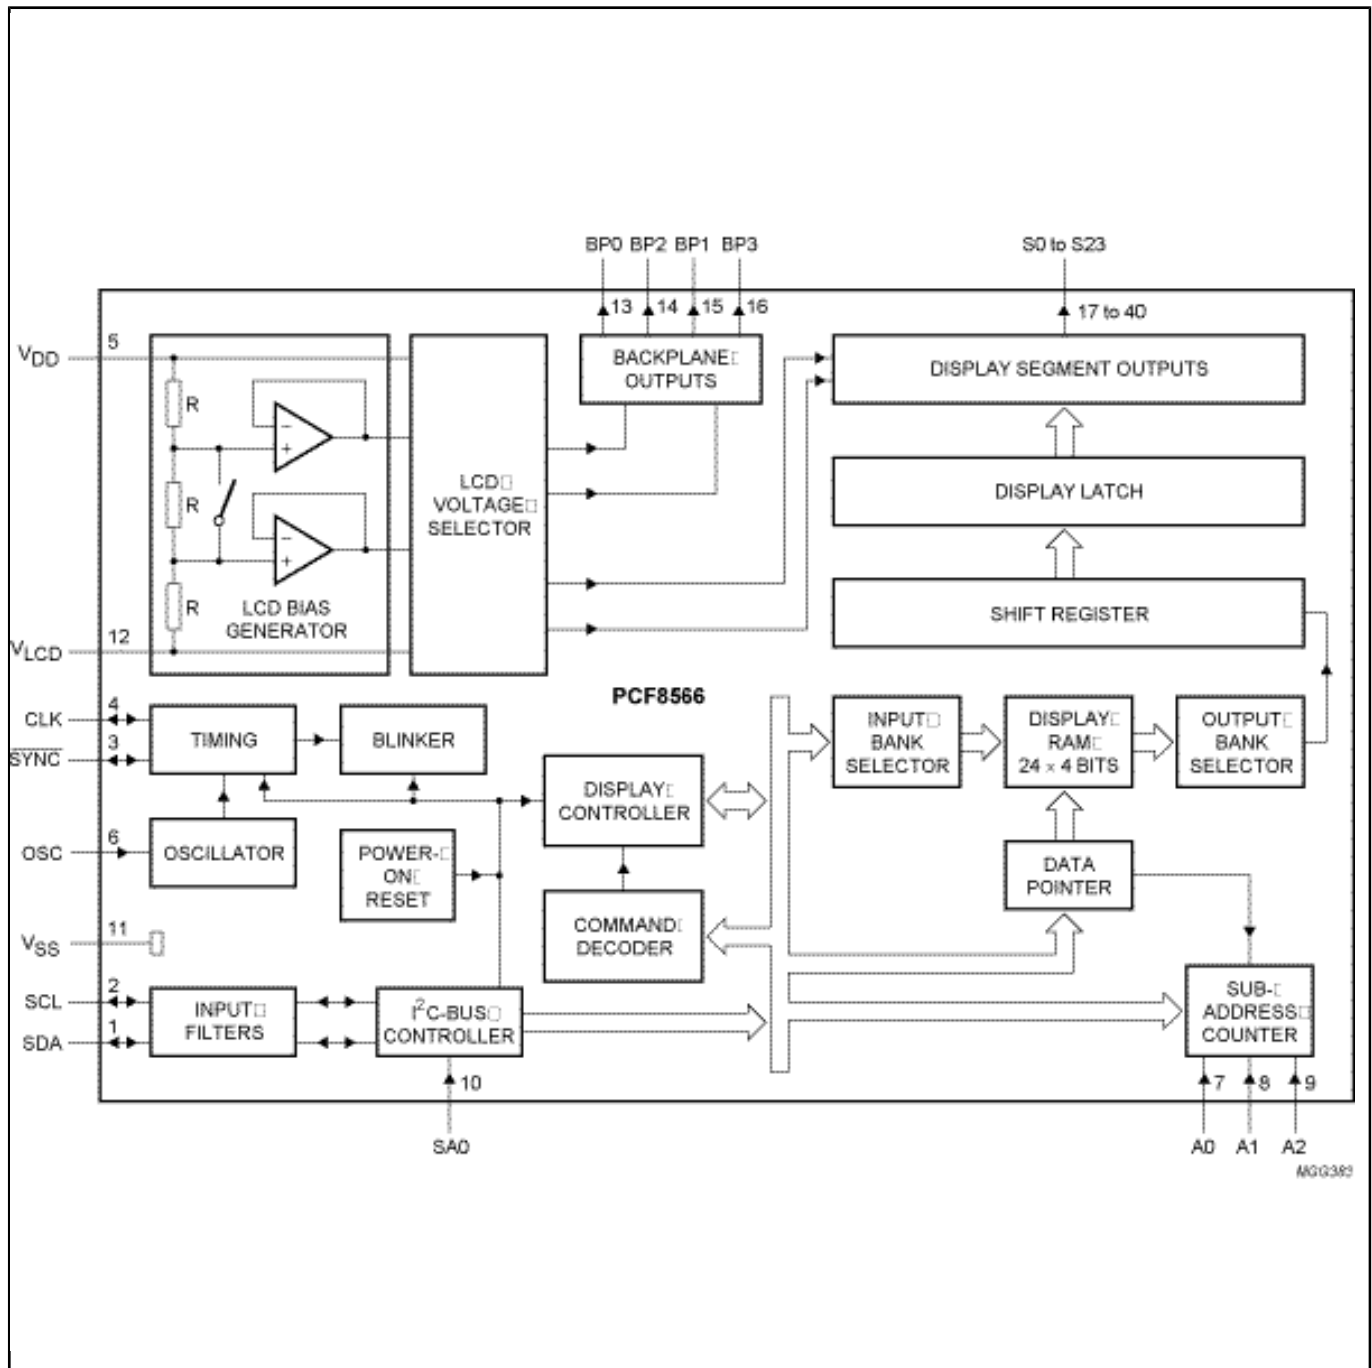 BP0 BP2 BP1 BP3
S0 to S23
13 14 15 16
17 to 40
VDD
5
BACKPLANE
OUTPUTS
DISPLAY SEGMENT OUTPUTS
R
−
+
LCD
VOLTAGE
SELECTOR
DISPLAY LATCH
R
−
+
R
LCD BIAS
GENERATOR
SHIFT REGISTER
12
VLCD
PCF8566
CLK
4
TIMING
BLINKER
INPUT
BANK
SELECTOR
DISPLAY
RAM
24 × 4 BITS
OUTPUT
BANK
SELECTOR
SYNC
3
DISPLAY
CONTROLLER
OSC
6
OSCILLATOR
POWER-
ON
RESET
DATA
POINTER
VSS
11
COMMAND
DECODER
SCL
2
INPUT
FILTERS
I²C-BUS
CONTROLLER
SUB-
ADDRESS
COUNTER
SDA
1
10
7 8 9
SA0
A0 A1 A2
MGG383